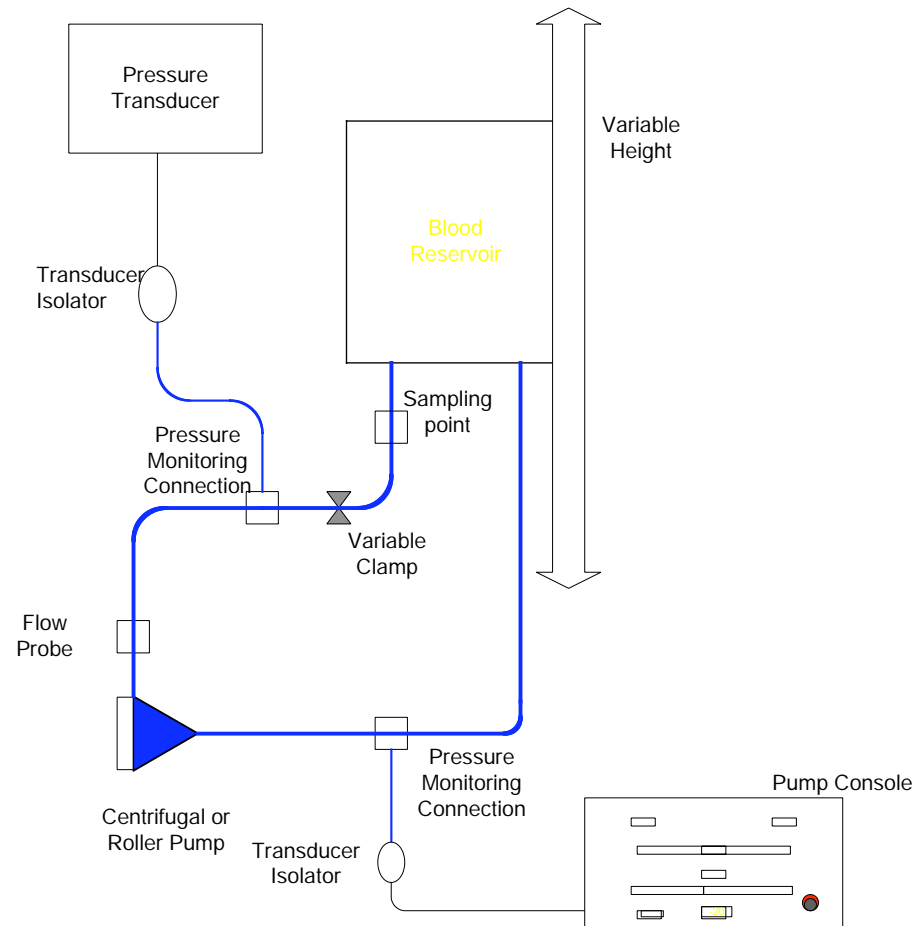 Pressure
Transducer
Variable
Height
Blood
Reservoir
Transducer
Isolator
Sampling
point
Pressure
Monitoring
Connection
Variable
Clamp
Flow
Probe
Pressure
Monitoring
Connection
Pump Console
Centrifugal or
Roller Pump
Transducer
Isolator